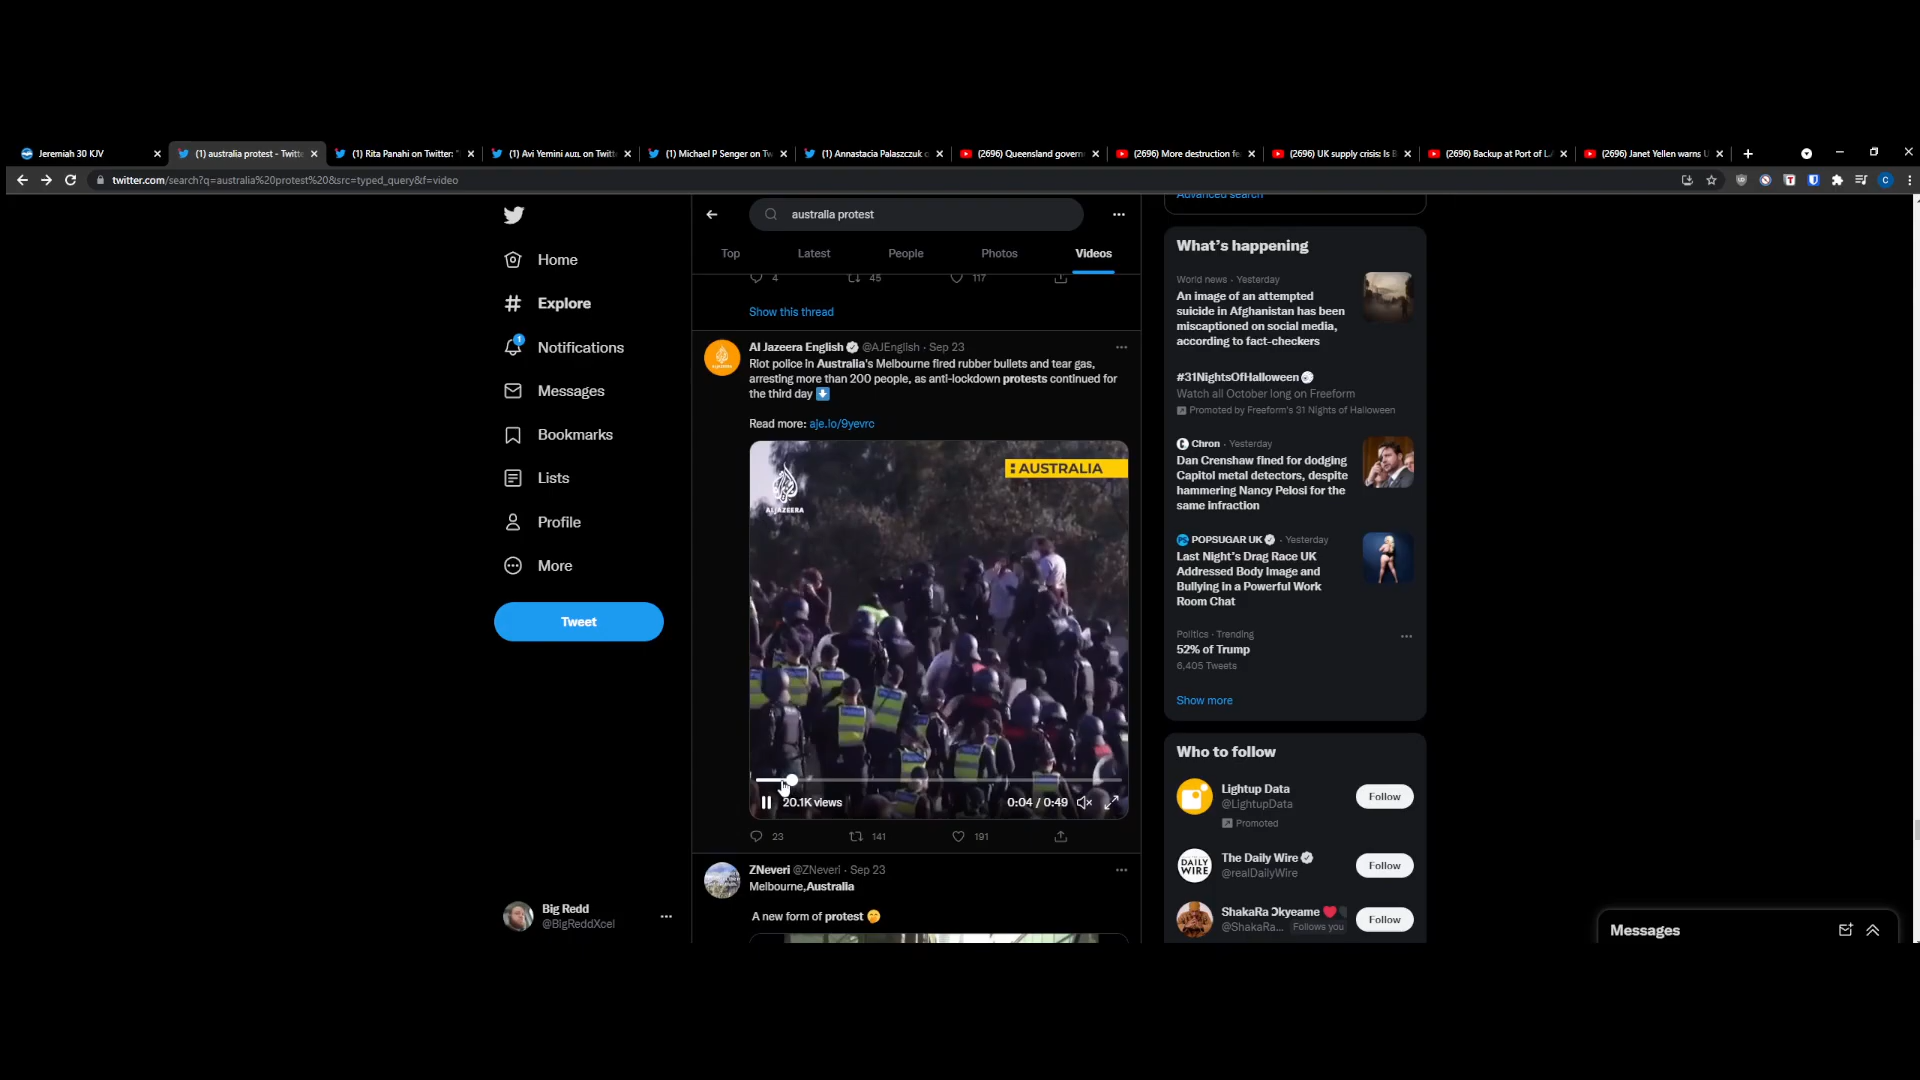 Jeremiah 30 KJV
(1) australia protest - Twitte
(1) Rita Panahi on Twitter: "
(1) Avi Yemini ᴀᴜɪʟ on Twitt
(1) Michael P Senger on Tw
(1) Annastacia Palaszczuk o
(2696) Queensland govern
(2696) More destruction fe
(2696) UK supply crisis: Is B
(2696) Backup at Port of L.A
(2696) Janet Yellen warns U
twitter.com/search?q=australia%20protest%20&src=typed_query&f=video
Home
Explore
1
Notifications
Messages
Bookmarks
Lists
Profile
More
Tweet
Big Redd
@BigReddXcel
australia protest
Top
Latest
People
Photos
Videos
4
45
117
Show this thread
Al Jazeera English @AJEnglish · Sep 23
Riot police in Australia's Melbourne fired rubber bullets and tear gas,
arresting more than 200 people, as anti-lockdown protests continued for
the third day
Read more: aje.io/9yevrc
ALJAZEERA
: AUSTRALIA
20.1K views
0:04 / 0:49
23
141
191
ZNeveri @ZNeveri · Sep 23
Melbourne,Australia
A new form of protest
Advanced search
What's happening
World news · Yesterday
An image of an attempted
suicide in Afghanistan has been
miscaptioned on social media,
according to fact-checkers
#31NightsOfHalloween
Watch all October long on Freeform
Promoted by Freeform's 31 Nights of Halloween
Chron · Yesterday
Dan Crenshaw fined for dodging
Capitol metal detectors, despite
hammering Nancy Pelosi for the
same infraction
POPSUGAR UK · Yesterday
Last Night's Drag Race UK
Addressed Body Image and
Bullying in a Powerful Work
Room Chat
Politics · Trending
52% of Trump
6,405 Tweets
Show more
Who to follow
Lightup Data
@LightupData
Promoted
Follow
DAILY
WIRE
The Daily Wire
@realDailyWire
Follow
ShakaRa Ɔkyeame
@ShakaRa... Follows you
Follow
Messages